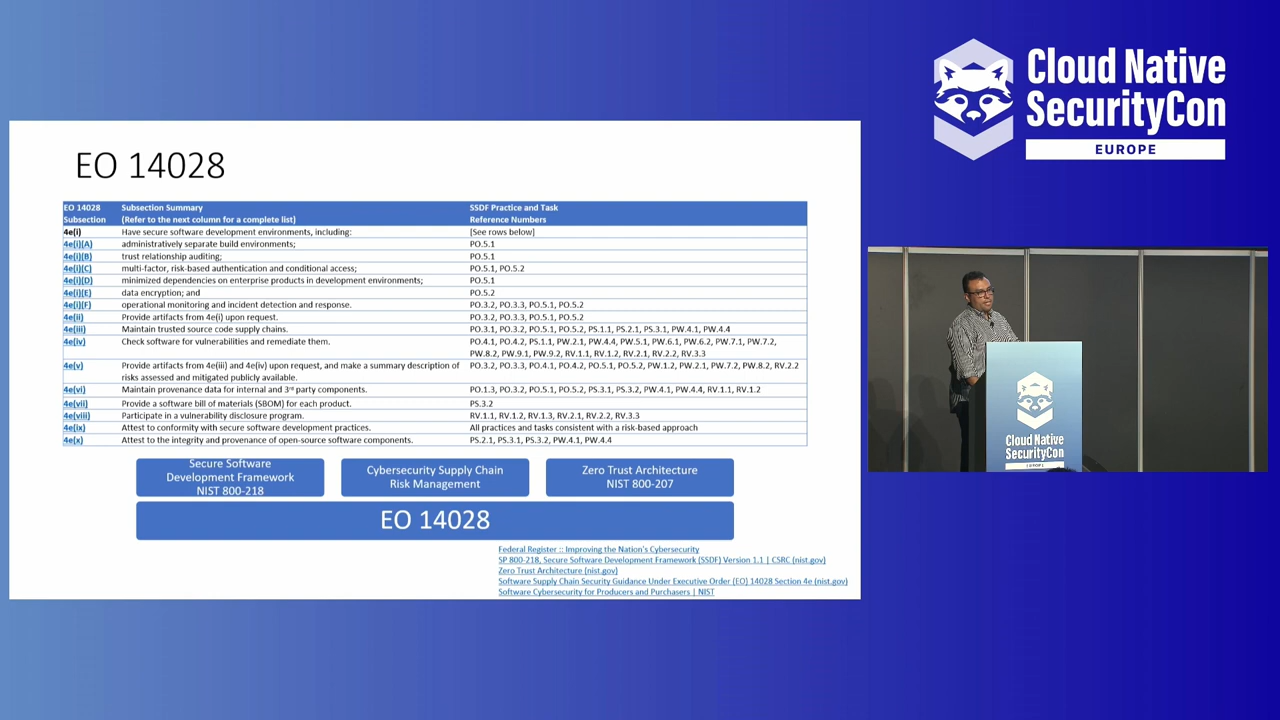 Cloud Native
SecurityCon
EUROPE
EO 14028
EO 14028 Subsection Summary SSDF Practice and Task
Subsection (Refer to the next column for a complete list) Reference Numbers
4e(i) Have secure software development environments, including: [See rows below]
4e(i)(A) administratively separate build environments; PO.5.1
4e(i)(B) trust relationship auditing; PO.5.1
4e(i)(C) multi-factor, risk-based authentication and conditional access; PO.5.1, PO.5.2
4e(i)(D) minimized dependencies on enterprise products in development environments; PO.5.1
4e(i)(E) data encryption; and PO.5.2
4e(i)(F) operational monitoring and incident detection and response. PO.3.2, PO.3.3, PO.5.1, PO.5.2
4e(ii) Provide artifacts from 4e(i) upon request. PO.3.2, PO.3.3, PO.5.1, PO.5.2
4e(iii) Maintain trusted source code supply chains. PO.3.1, PO.3.2, PO.5.1, PO.5.2, PS.1.1, PS.2.1, PS.3.1, PW.4.1, PW.4.4
4e(iv) Check software for vulnerabilities and remediate them. PO.4.1, PO.4.2, PS.1.1, PW.2.1, PW.4.4, PW.5.1, PW.6.1, PW.6.2, PW.7.1, PW.7.2,
PW.8.2, PW.9.1, PW.9.2, RV.1.1, RV.1.2, RV.2.1, RV.2.2, RV.3.3
4e(v) Provide artifacts from 4e(iii) and 4e(iv) upon request, and make a summary description of PO.3.2, PO.3.3, PO.4.1, PO.4.2, PO.5.1, PO.5.2, PW.1.2, PW.2.1, PW.7.2, PW.8.2, RV.2.2
risks assessed and mitigated publicly available.
4e(vi) Maintain provenance data for internal and 3rd party components. PO.1.3, PO.3.2, PO.5.1, PO.5.2, PS.3.1, PS.3.2, PW.4.1, PW.4.4, RV.1.1, RV.1.2
4e(vii) Provide a software bill of materials (SBOM) for each product. PS.3.2
4e(viii) Participate in a vulnerability disclosure program. RV.1.1, RV.1.2, RV.1.3, RV.2.1, RV.2.2, RV.3.3
4e(ix) Attest to conformity with secure software development practices. All practices and tasks consistent with a risk-based approach
4e(x) Attest to the integrity and provenance of open-source software components. PS.2.1, PS.3.1, PS.3.2, PW.4.1, PW.4.4
Secure Software
Development Framework
NIST 800-218
Cybersecurity Supply Chain
Risk Management
Zero Trust Architecture
NIST 800-207
EO 14028
Federal Register :: Improving the Nation's Cybersecurity
SP 800-218, Secure Software Development Framework (SSDF) Version 1.1 | CSRC (nist.gov)
Zero Trust Architecture (nist.gov)
Software Supply Chain Security Guidance Under Executive Order (EO) 14028 Section 4e (nist.gov)
Software Cybersecurity for Producers and Purchasers | NIST
Cloud Native
SecurityCon